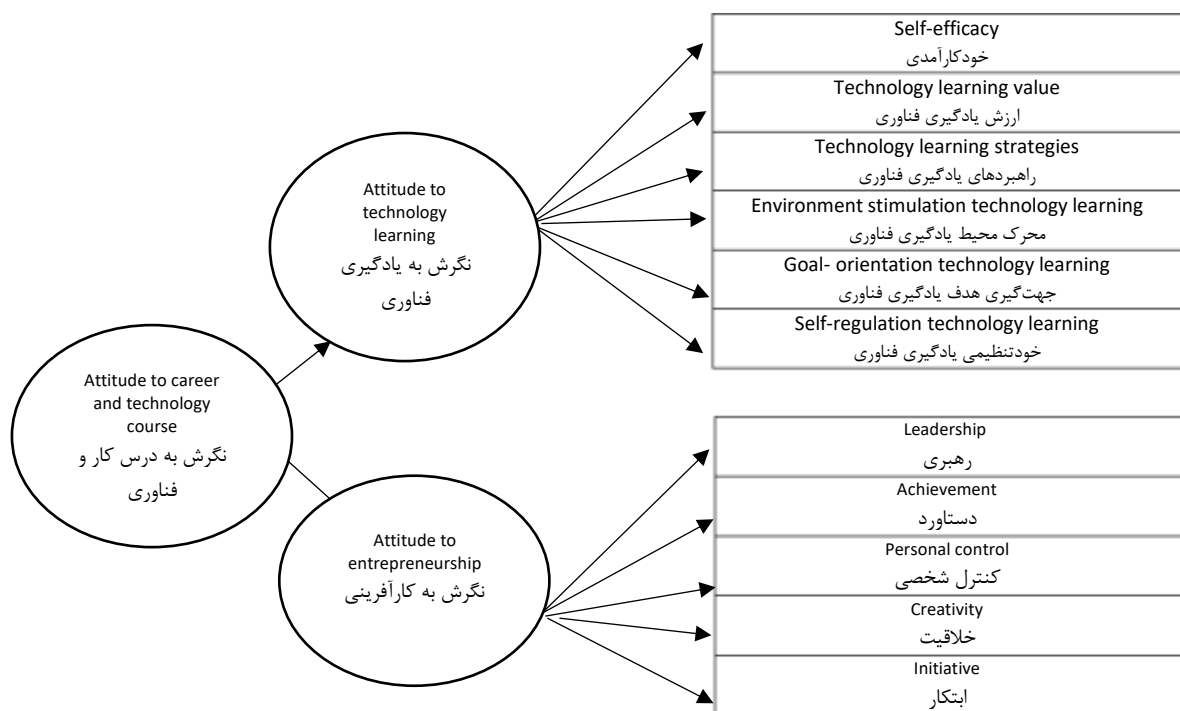 Self-efficacy
خودکارآمدی
Technology learning value
ارزش یادگیری فناوری
Technology learning strategies
راهبردهای یادگیری فناوری
Environment stimulation technology learning
محرک محیط یادگیری فناوری
Goal- orientation technology learning
جهت‌گیری هدف یادگیری فناوری
Self-regulation technology learning
خودتنظیمی یادگیری فناوری
Attitude to
technology
learning
نگرش به یادگیری
فناوری
Attitude to career
and technology
course
نگرش به درس کار و
فناوری
Attitude to
entrepreneurship
نگرش به کارآفرینی
Leadership
رهبری
Achievement
دستاورد
Personal control
کنترل شخصی
Creativity
خلاقیت
Initiative
ابتکار